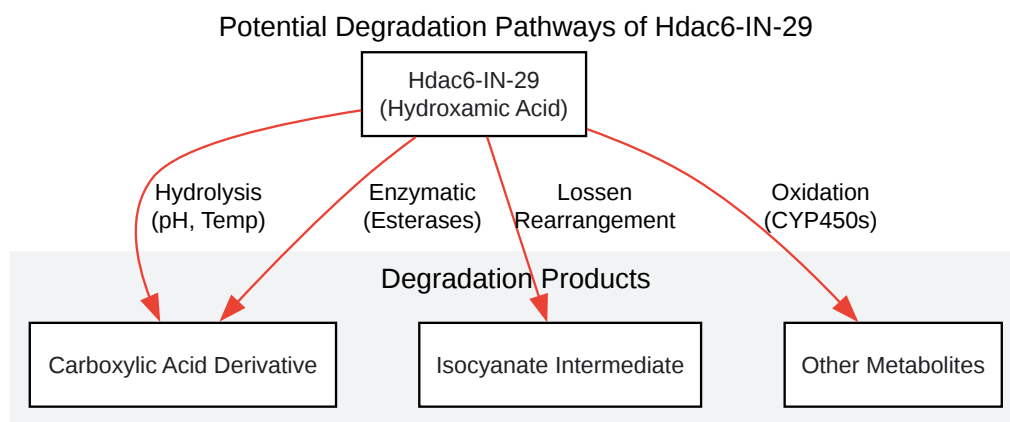 Potential Degradation Pathways of Hdac6-IN-29
Hdac6-IN-29
(Hydroxamic Acid)
Hydrolysis
(pH, Temp)
Enzymatic
(Esterases)
Lossen
Rearrangement
Oxidation
(CYP450s)
Degradation Products
Carboxylic Acid Derivative
Isocyanate Intermediate
Other Metabolites